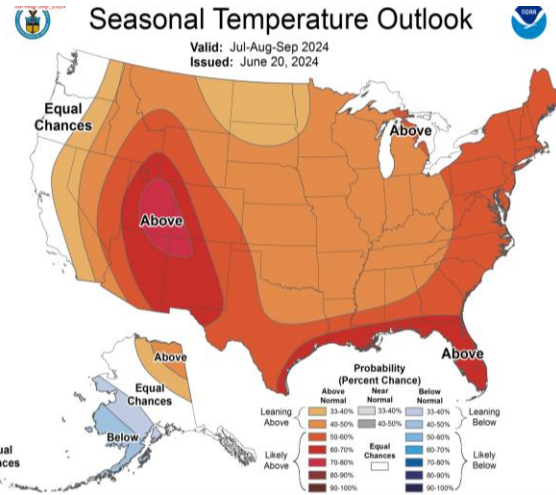 Seasonal Temperature Outlook
noaa
Valid: Jul-Aug-Sep 2024
Issued: June 20, 2024
Equal
Chances
Above
Above
Above
Above
Equal
Chances
Below
Probability
(Percent Chance)
Above
Normal
Near
Normal
Below
Normal
Leaning
Above
33-40%
33-40%
33-40%
Leaning
Below
40-50%
40-50%
40-50%
Likely
Above
50-60%
60-70%
70-80%
80-90%
90-100%
Equal
Chances
50-60%
60-70%
70-80%
80-90%
90-100%
Likely
Below